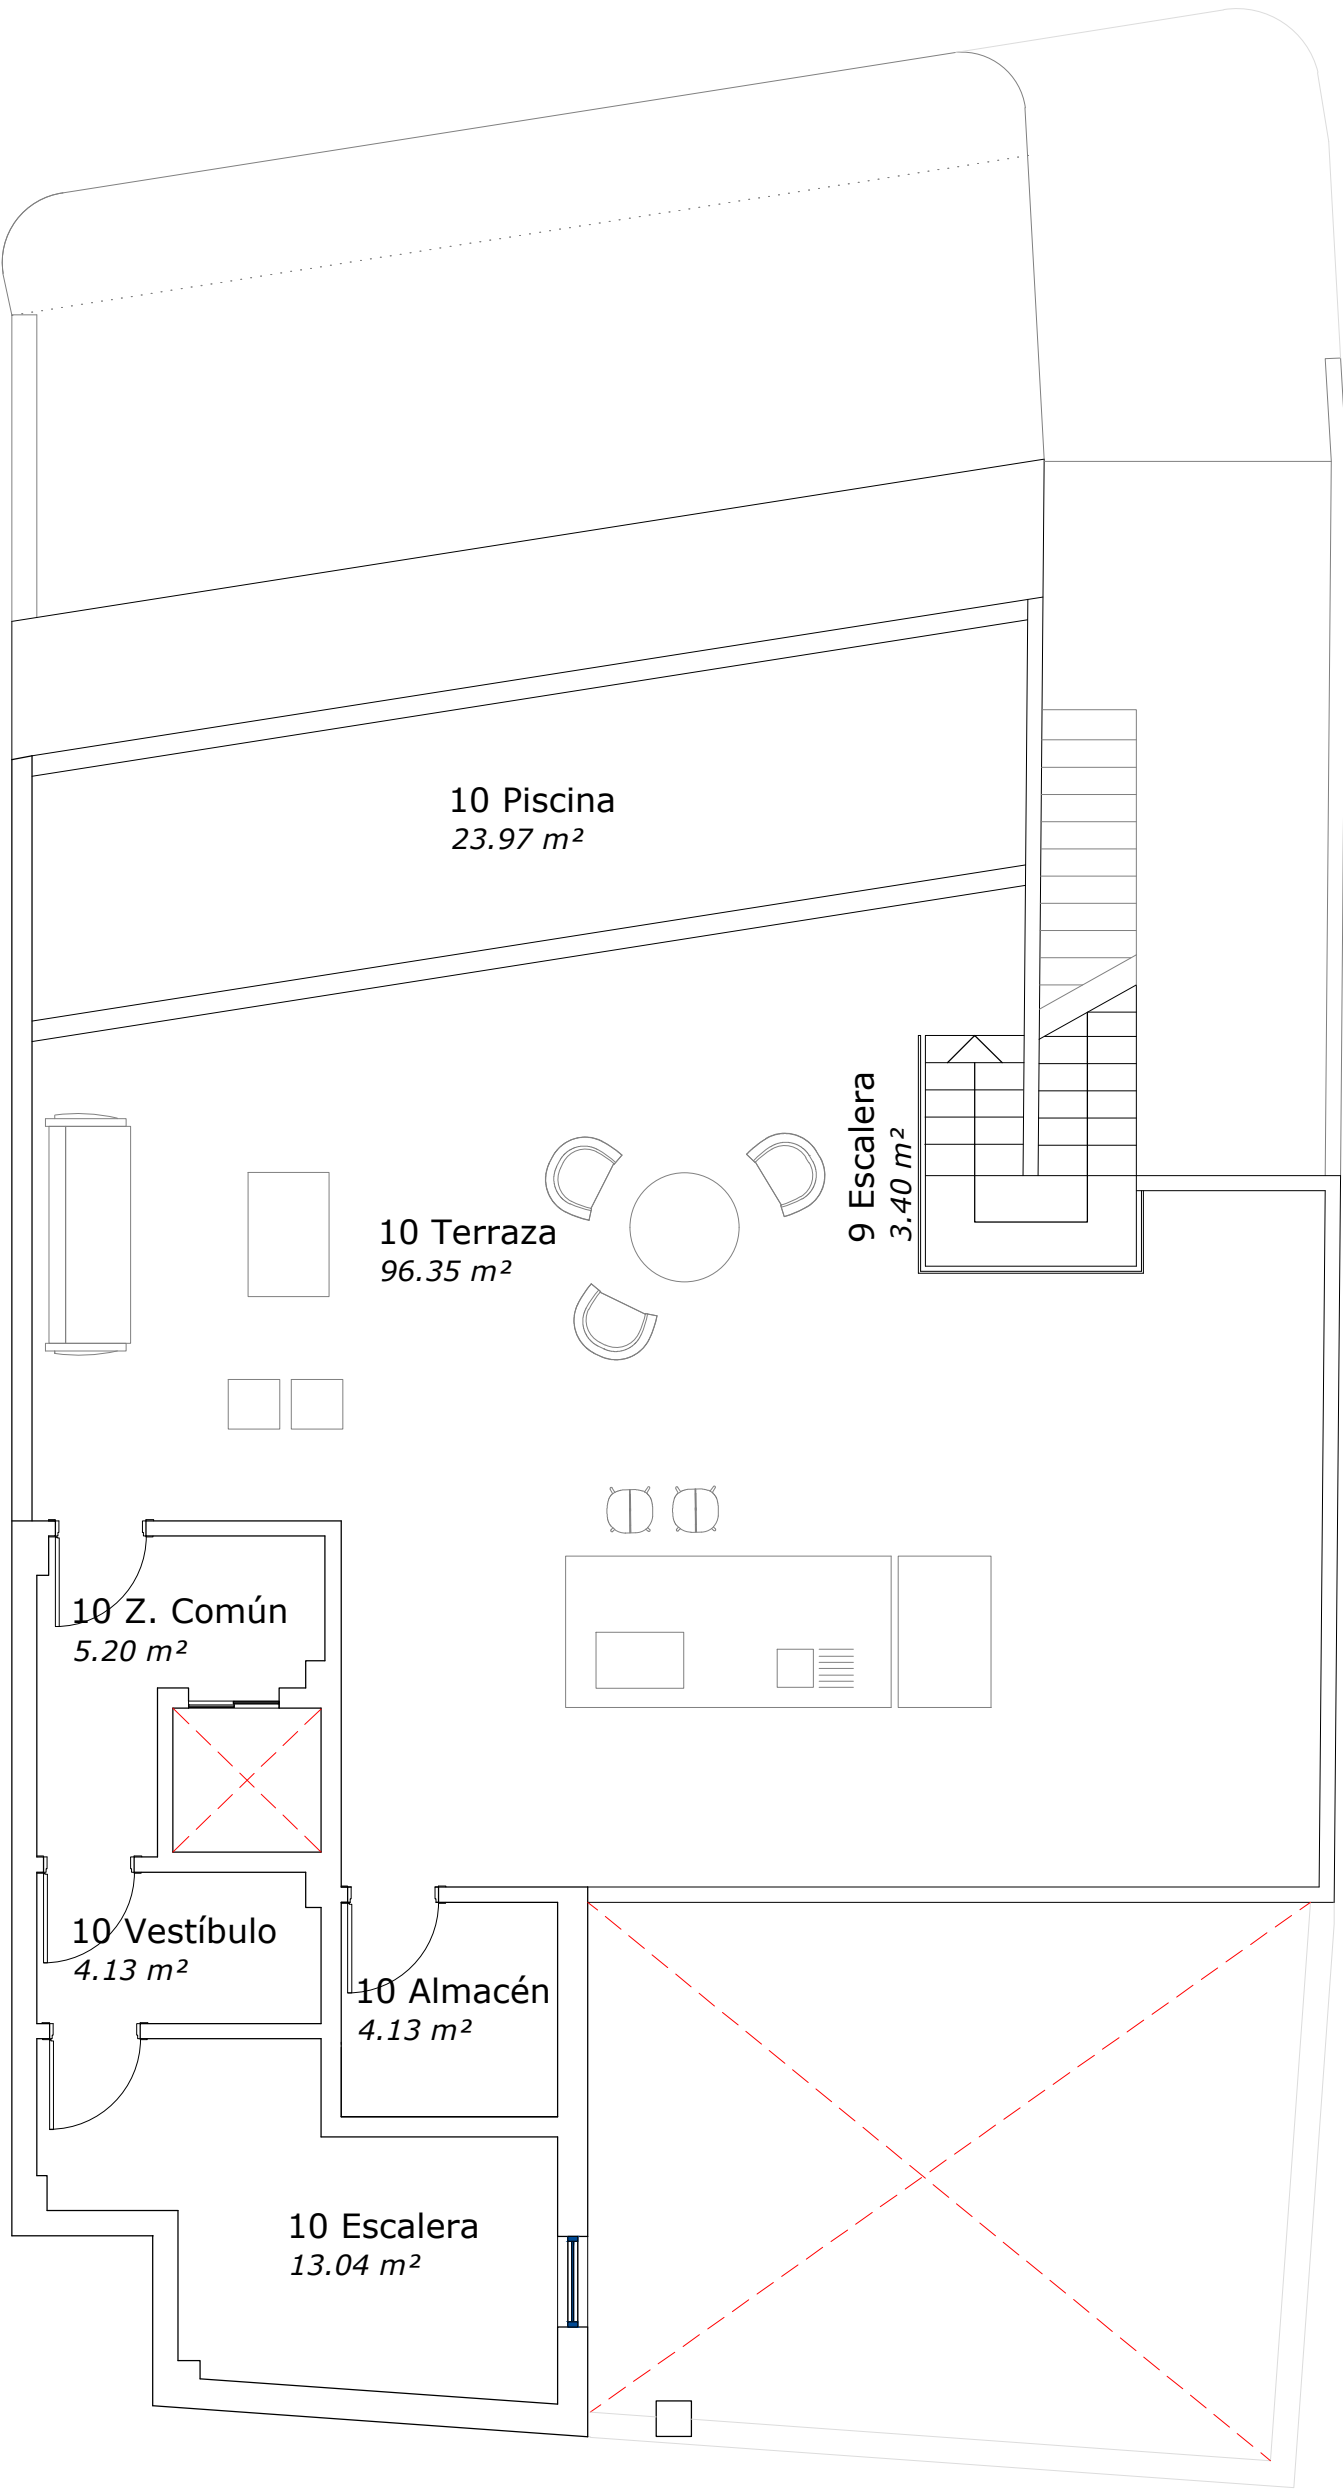 10 Piscina
23.97 m²
9 Escalera
3.40 m²
10 Terraza
96.35 m²
10 Z. Común
5.20 m²
10 Vestíbulo
4.13 m²
10 Almacén
4.13 m²
10 Escalera
13.04 m²